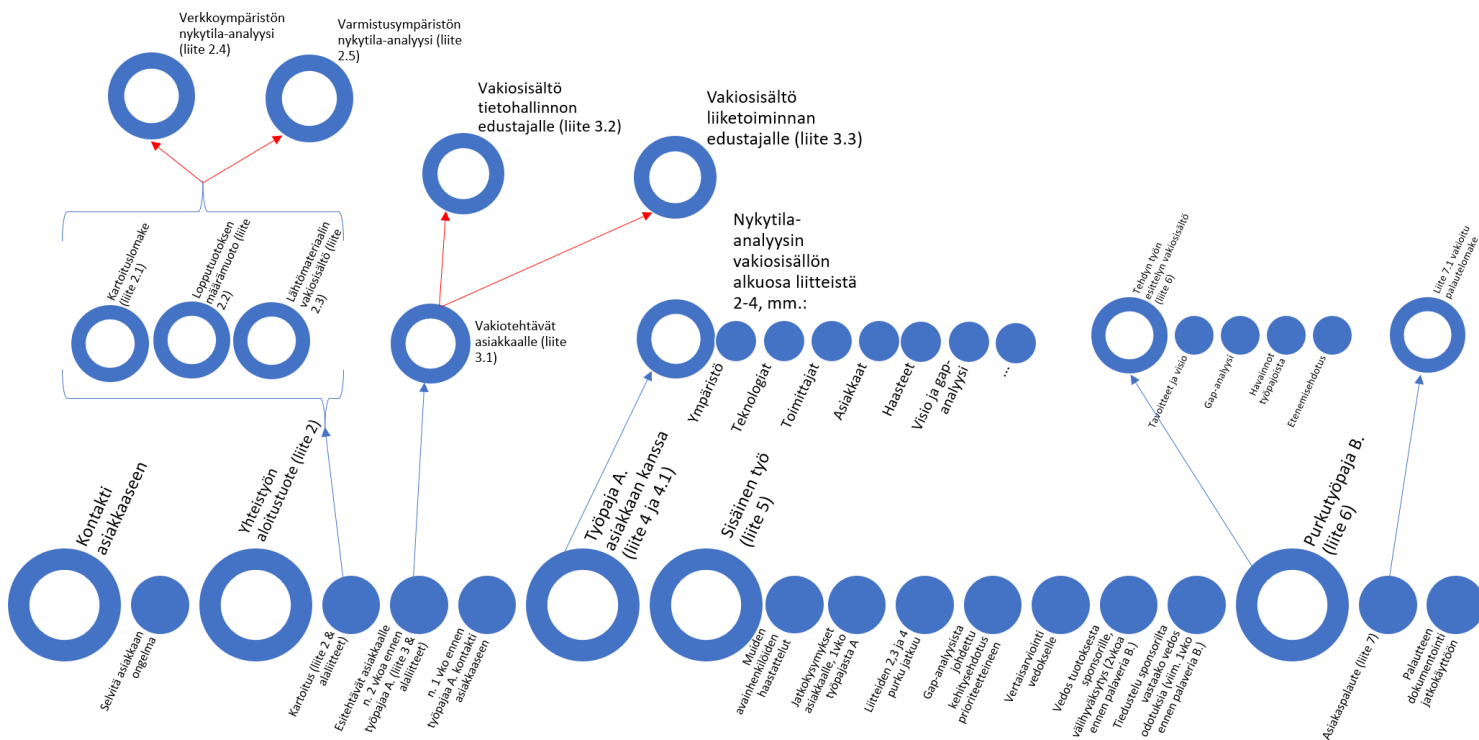 Verkkoympäristön
nykytila-analyysi
(liite 2.4)
Varmistusympäristön
nykytila-analyysi (liite
2.5)
Vakiosisältö
tietohallinnon
edustajalle (liite 3.2)
Vakiosisältö
liiketoiminnan
edustajalle (liite 3.3)
Kartoituslomake
(liite 2.1)
Lopputuotoksen
määrämuoto (liite
2.2)
Lähtömateriaalin
vakiosisältö (liite
2.3)
Vakiotehtävät
asiakkaalle (liite
3.1)
Nykytila-
analyysin
vakiosisällön
alkuosa liitteistä
2-4, mm.:
Ympäristö
Teknologiat
Toimittajat
Asiakkaat
Haasteet
Visio ja gap-
analyysi
...
Tehdyn työn
esittelyn vakiosisältö
(liite 6)
Tavoitteet ja visio
Gap-analyysi
Havainnot
työpajoista
Etenemisehdotus
Liite 7.1 vakioitu
palautelomake
Kontakti
asiakkaaseen
Selvitä asiakkaan
ongelma
Yhteistyön
aloitustuote (liite 2)
Kartoitus (liite 2 &
alaliitteet)
Esitehtävät asiakkaalle
n. 2 vkoa ennen
työpajaa A. (liite 3 &
alaliitteet)
n. 1 vko ennen
työpajaa A. kontakti
asiakkaaseen
Työpaja A.
asiakkaan kanssa
(liite 4 ja 4.1)
Sisäinen työ
(liite 5)
Muiden
avainhenkilöiden
haastattelut
Jatkokysymykset
asiakkaalle, 1vko
työpajasta A
Liitteiden 2,3 ja 4
purku jatkuu
Gap-analyysista
johdettu
kehitysehdotus
prioriteetteineen
Vertaisarviointi
vedokselle
Vedos tuotoksesta
sponsorille,
välihyväksytys (2vkoa
ennen palaveria B.)
Tiedustelu sponsorilta
vastaako vedos
odotuksia (viim. 1vko
ennen palaveria B.)
Purkutyöpaja B.
(liite 6)
Asiakaspalaute (liite 7)
Palautteen
dokumentointi
jatkokäyttöön